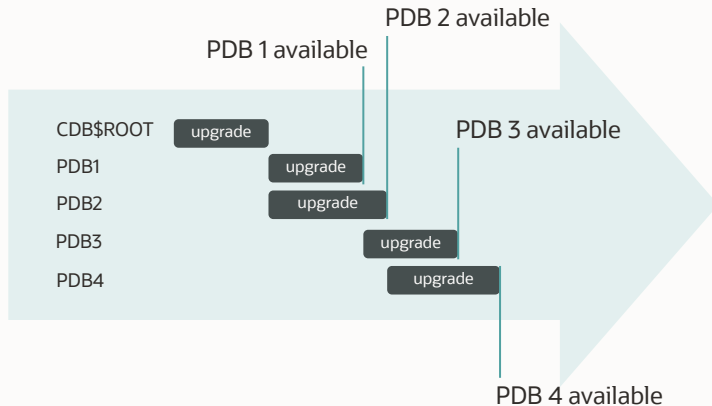 PDB 2 available
PDB 1 available
CDB$ROOT upgrade
PDB 3 available
PDB1 upgrade
PDB2 upgrade
PDB3 upgrade
PDB4 upgrade
PDB 4 available